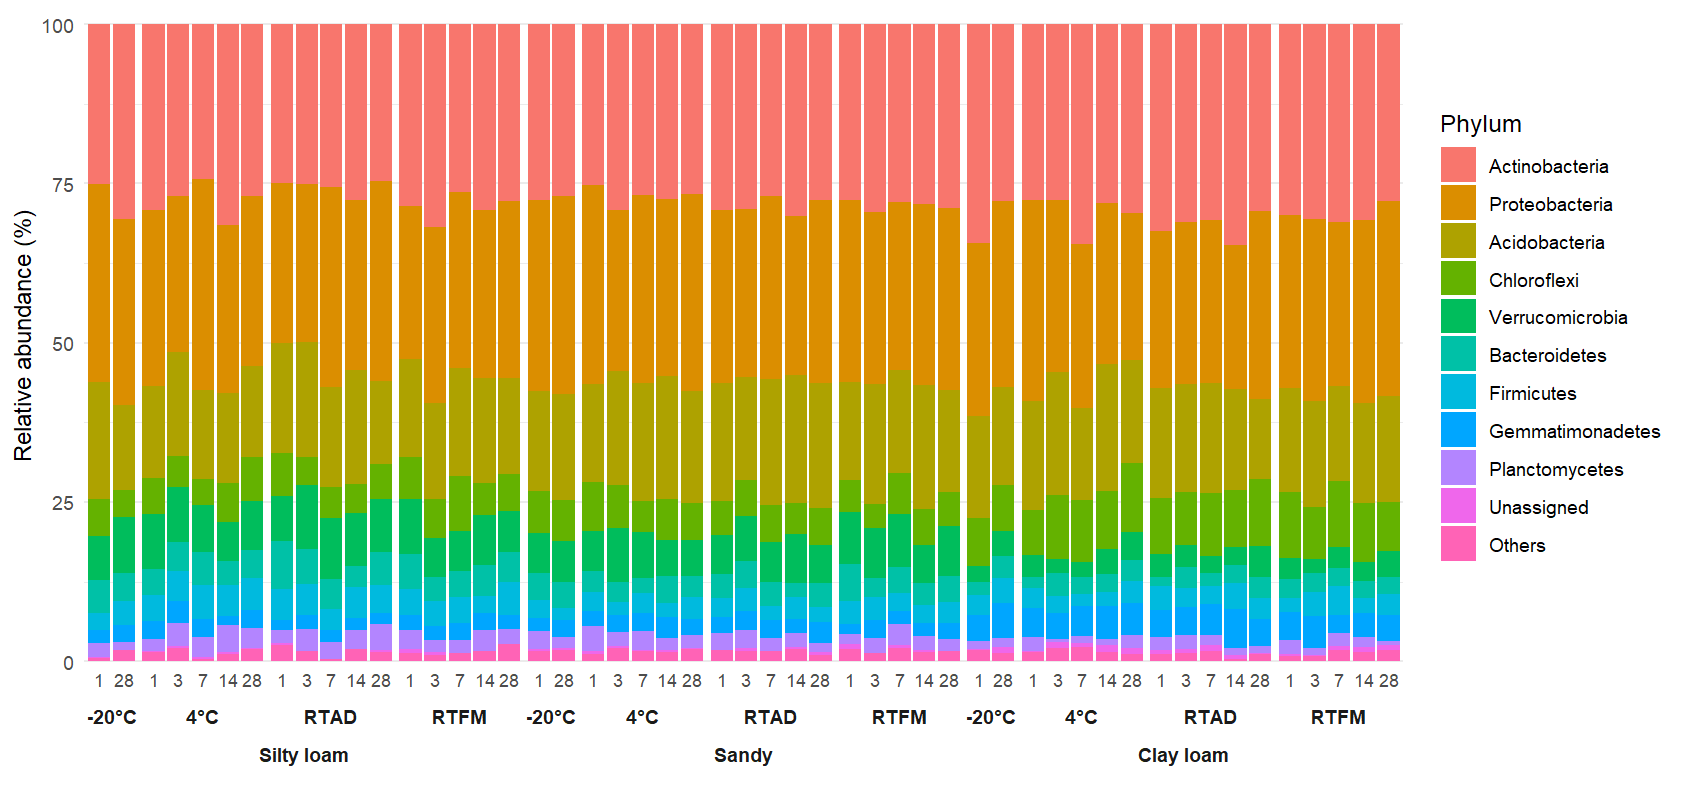 100
75
50
25
0
Relative abundance (%)
1 28 1 3 7 14 28 1 3 7 14 28 1 3 7 14 28 1 28 1 3 7 14 28 1 3 7 14 28 1 3 7 14 28 1 28 1 3 7 14 28 1 3 7 14 28 1 3 7 14 28
-20°C 4°C RTAD RTFM -20°C 4°C RTAD RTFM -20°C 4°C RTAD RTFM
Silty loam Sandy Clay loam
Phylum
Actinobacteria
Proteobacteria
Acidobacteria
Chloroflexi
Verrucomicrobia
Bacteroidetes
Firmicutes
Gemmatimonadetes
Planctomycetes
Unassigned
Others